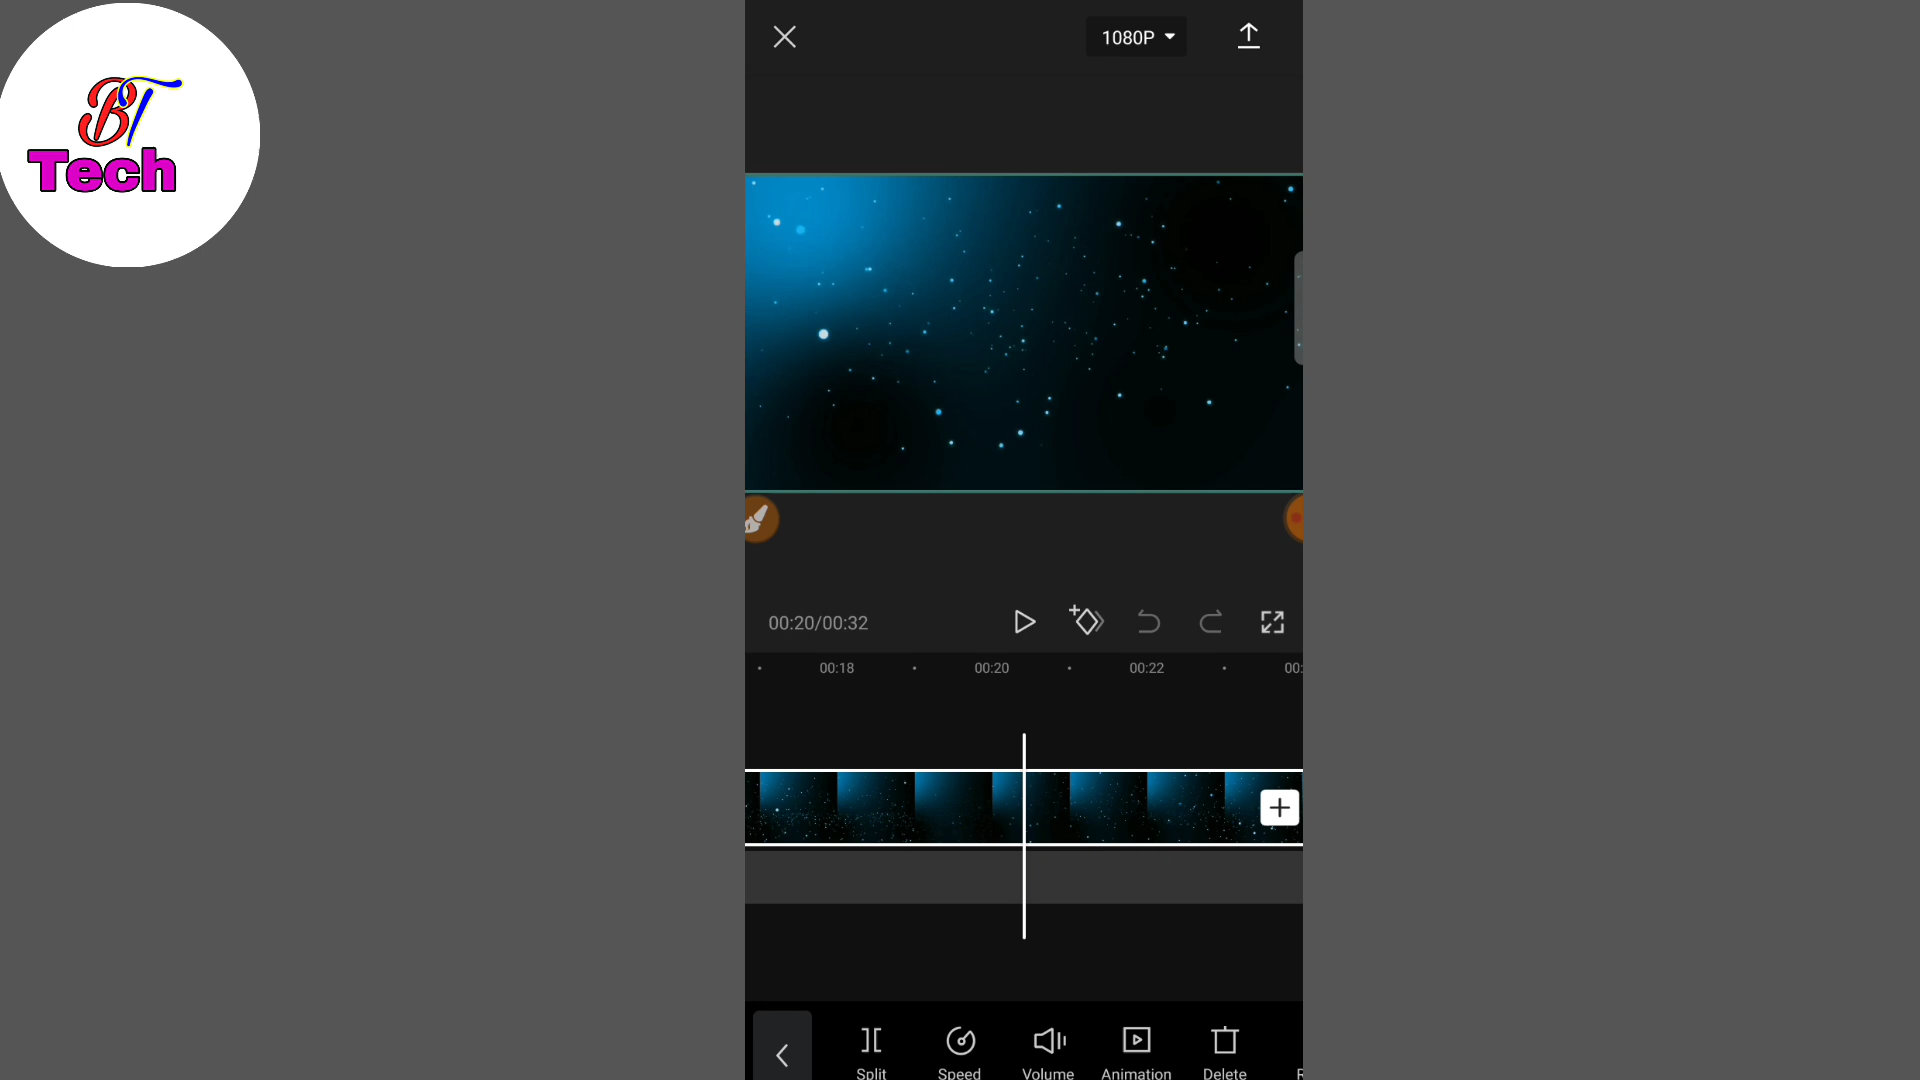 BT
Tech
1080P
00:20/00:32
00:18
00:20
00:22
00:
Split
Speed
Volume
Animation
Delete